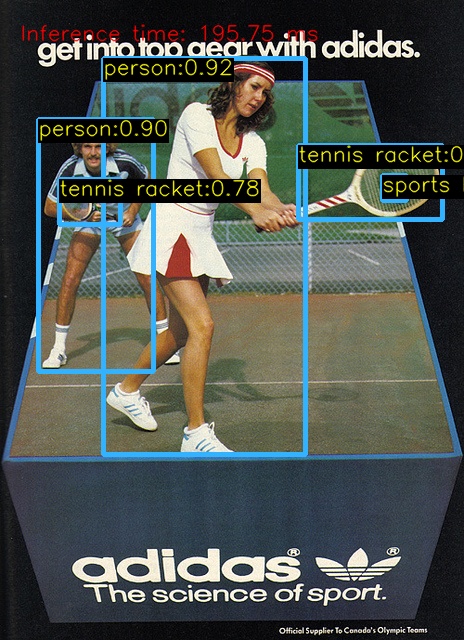 Inference time: 195.75 ms
get into top gear with adidas.
person:0.92
person:0.90
tennis racket:0
tennis racket:0.78
sports
adidas®
®
The science of sport.
Official Supplier To Canada's Olympic Teams